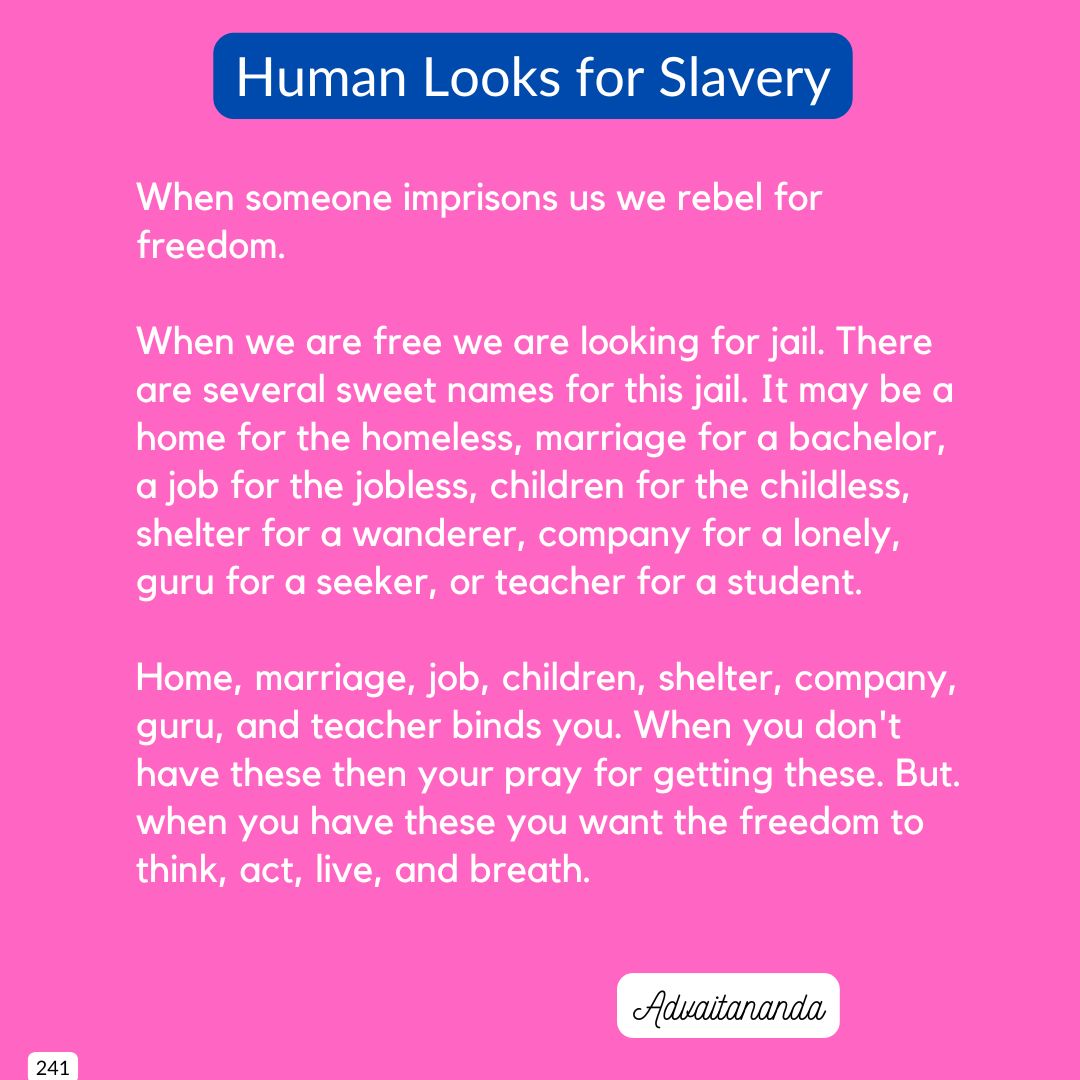 Human Looks for Slavery
When someone imprisons us we rebel for
freedom.
When we are free we are looking for jail. There
are several sweet names for this jail. It may be a
home for the homeless, marriage for a bachelor,
a job for the jobless, children for the childless,
shelter for a wanderer, company for a lonely,
guru for a seeker, or teacher for a student.
Home, marriage, job, children, shelter, company,
guru, and teacher binds you. When you don't
have these then your pray for getting these. But.
when you have these you want the freedom to
think, act, live, and breath.
Advaitananda
241